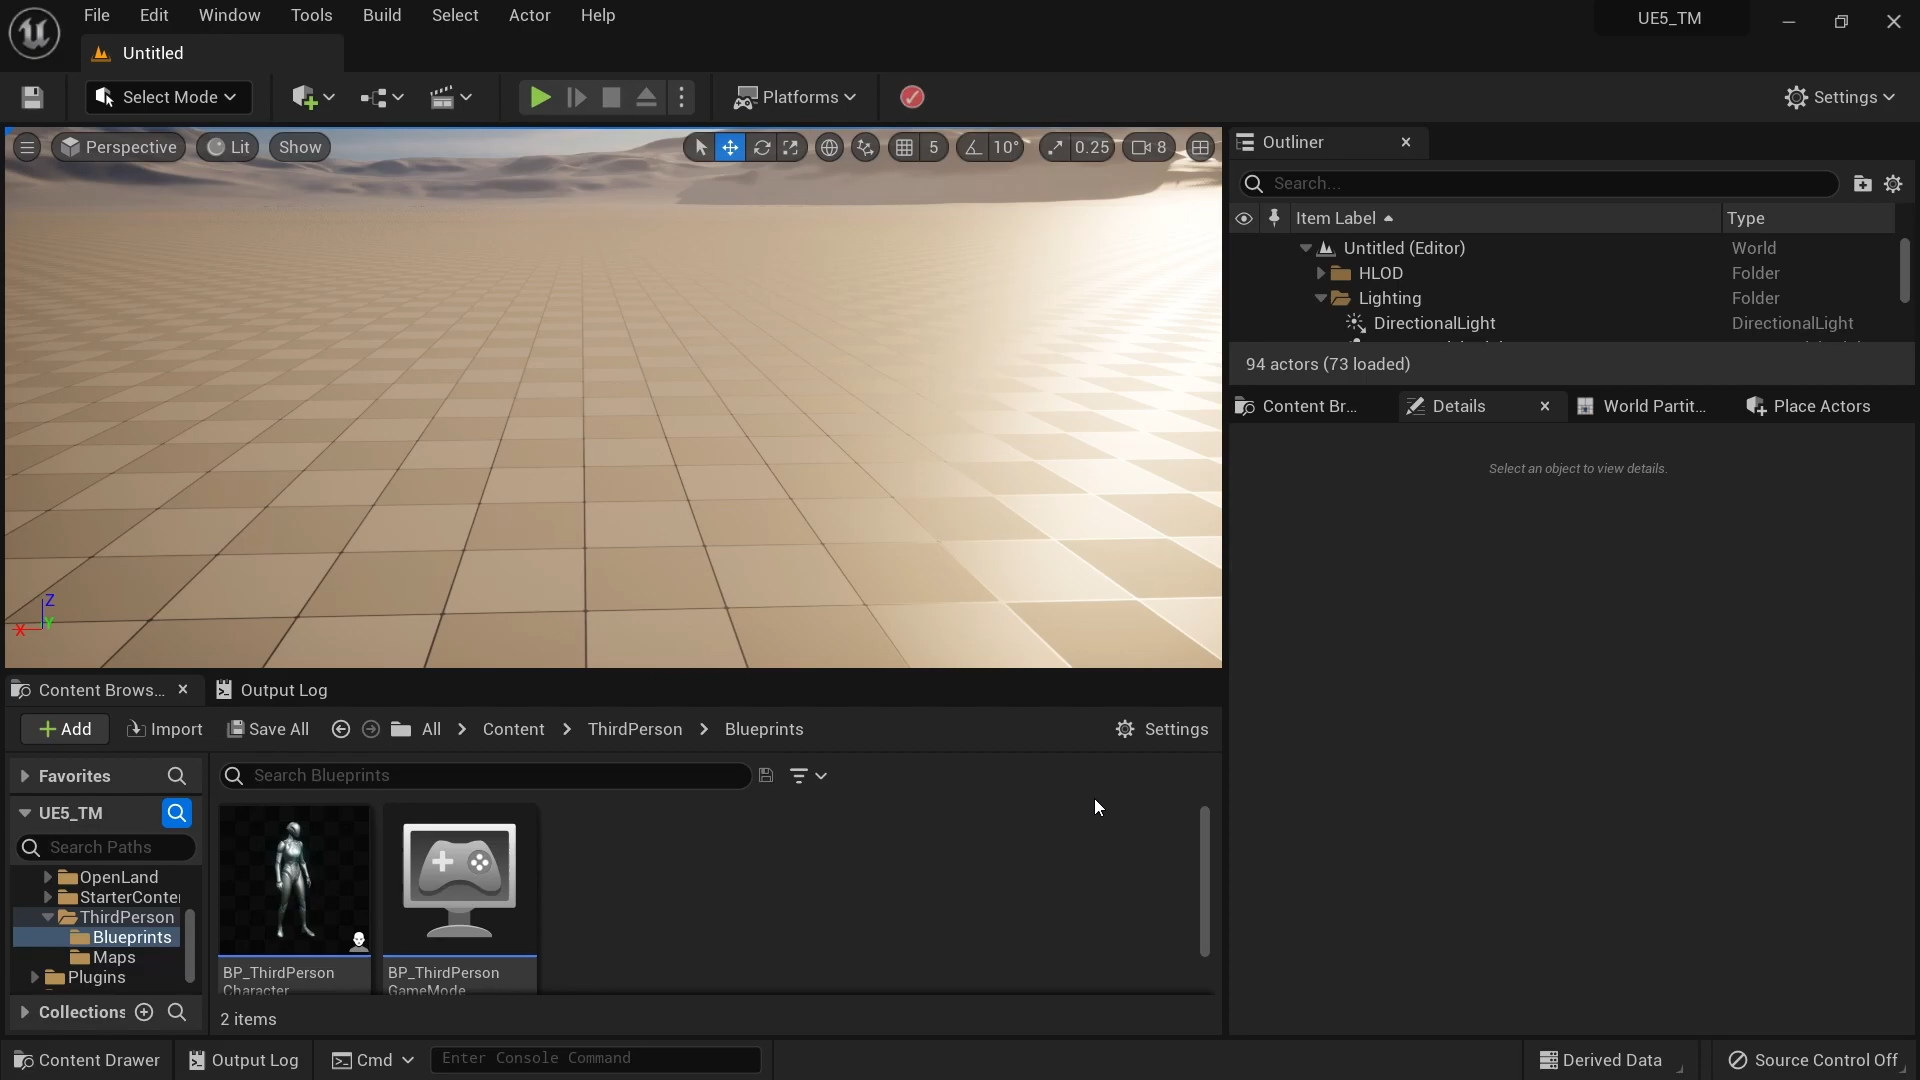 File Edit Window Tools Build Select Actor Help
UE5_TM
Untitled
Select Mode
Platforms
Settings
Perspective
Lit
Show
5
10°
0.25
8
Z
X
Y
Outliner
Search...
Item Label
Type
Untitled (Editor)
World
HLOD
Folder
Lighting
Folder
DirectionalLight
DirectionalLight
94 actors (73 loaded)
Content Br...
Details
World Partit...
Place Actors
Select an object to view details.
Content Brows...
Output Log
Add
Import
Save All
All
Content
ThirdPerson
Blueprints
Settings
Favorites
UE5_TM
Search Paths
OpenLand
StarterConte
ThirdPerson
Blueprints
Maps
Plugins
Collections
Search Blueprints
BP_ThirdPerson
Character
BP_ThirdPerson
GameMode
2 items
Content Drawer
Output Log
Cmd
Enter Console Command
Derived Data
Source Control Off